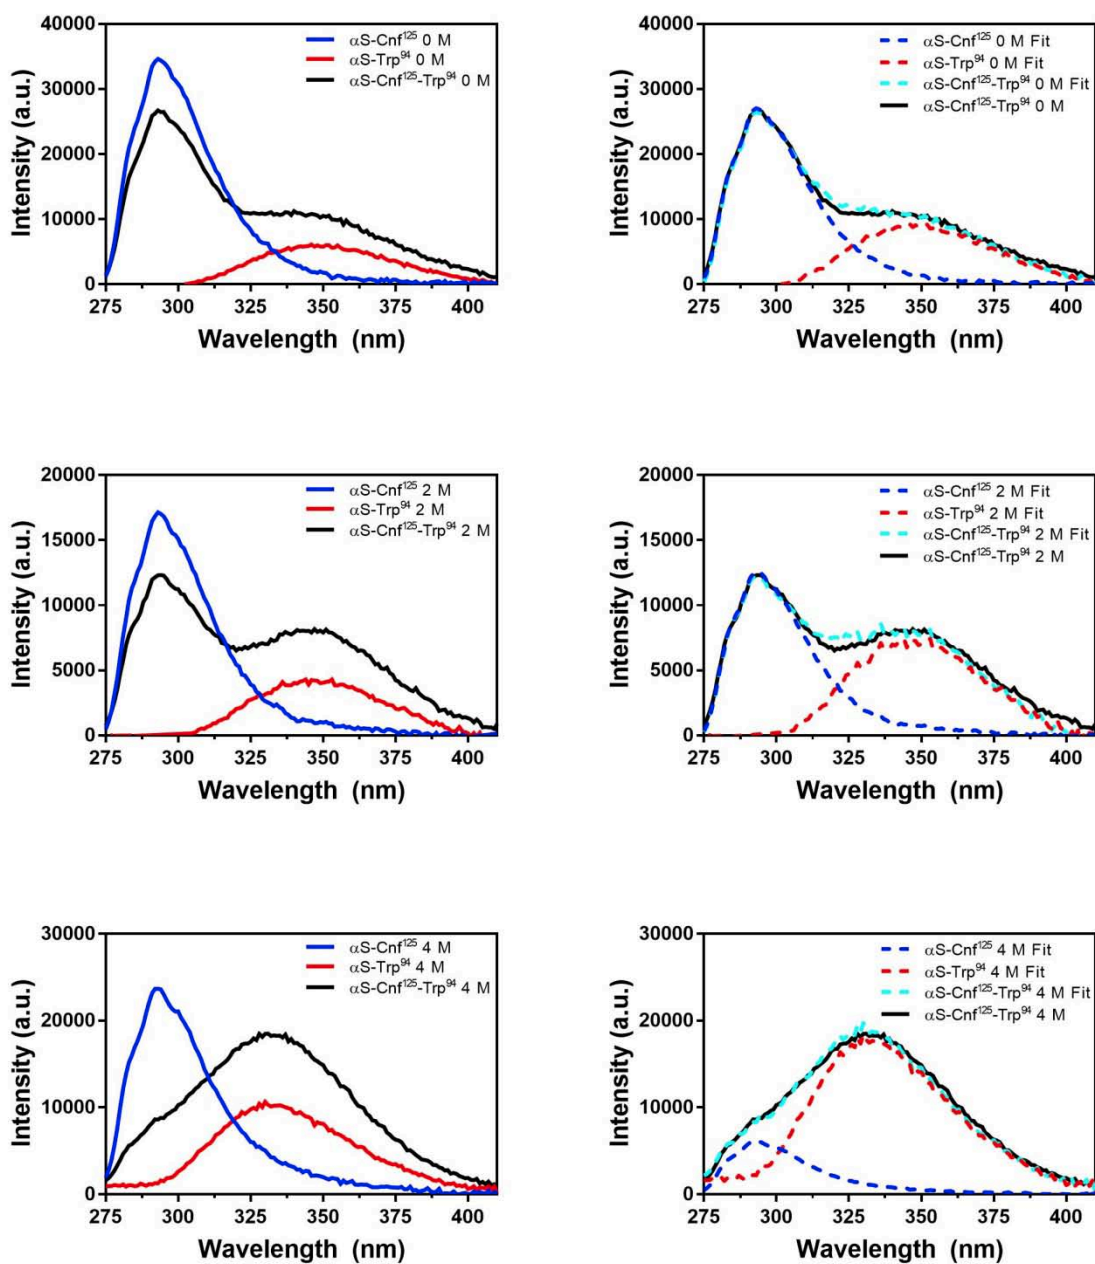 40000
30000
20000
10000
0
Intensity (a.u.)
αS-Cnf¹²⁵ 0 M
αS-Trp⁹⁴ 0 M
αS-Cnf¹²⁵-Trp⁹⁴ 0 M
275 300 325 350 375 400
Wavelength (nm)
40000
30000
20000
10000
0
Intensity (a.u.)
αS-Cnf¹²⁵ 0 M Fit
αS-Trp⁹⁴ 0 M Fit
αS-Cnf¹²⁵-Trp⁹⁴ 0 M Fit
αS-Cnf¹²⁵-Trp⁹⁴ 0 M
275 300 325 350 375 400
Wavelength (nm)
20000
15000
10000
5000
0
Intensity (a.u.)
αS-Cnf¹²⁵ 2 M
αS-Trp⁹⁴ 2 M
αS-Cnf¹²⁵-Trp⁹⁴ 2 M
275 300 325 350 375 400
Wavelength (nm)
20000
15000
10000
5000
0
Intensity (a.u.)
αS-Cnf¹²⁵ 2 M Fit
αS-Trp⁹⁴ 2 M Fit
αS-Cnf¹²⁵-Trp⁹⁴ 2 M Fit
αS-Cnf¹²⁵-Trp⁹⁴ 2 M
275 300 325 350 375 400
Wavelength (nm)
30000
20000
10000
0
Intensity (a.u.)
αS-Cnf¹²⁵ 4 M
αS-Trp⁹⁴ 4 M
αS-Cnf¹²⁵-Trp⁹⁴ 4 M
275 300 325 350 375 400
Wavelength (nm)
30000
20000
10000
0
Intensity (a.u.)
αS-Cnf¹²⁵ 4 M Fit
αS-Trp⁹⁴ 4 M Fit
αS-Cnf¹²⁵-Trp⁹⁴ 4 M Fit
αS-Cnf¹²⁵-Trp⁹⁴ 4 M
275 300 325 350 375 400
Wavelength (nm)